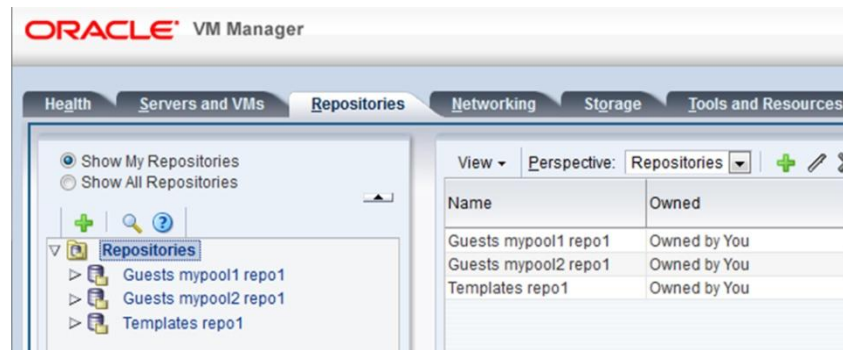 ORACLE VM Manager
Health Servers and VMs Repositories Networking Storage Tools and Resources
Show My Repositories
Show All Repositories
Repositories
Guests mypool1 repo1
Guests mypool2 repo1
Templates repo1
View Perspective: Repositories
Name Owned
Guests mypool1 repo1 Owned by You
Guests mypool2 repo1 Owned by You
Templates repo1 Owned by You